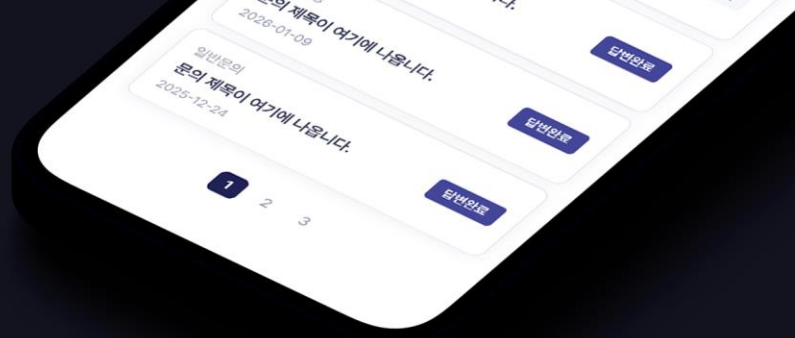 니다.
문의 제목이 여기에 나옵니다.
2026-01-09
답변완료
일반문의
문의 제목이 여기에 나옵니다.
2025-12-24
답변완료
답변완료
1 2 3